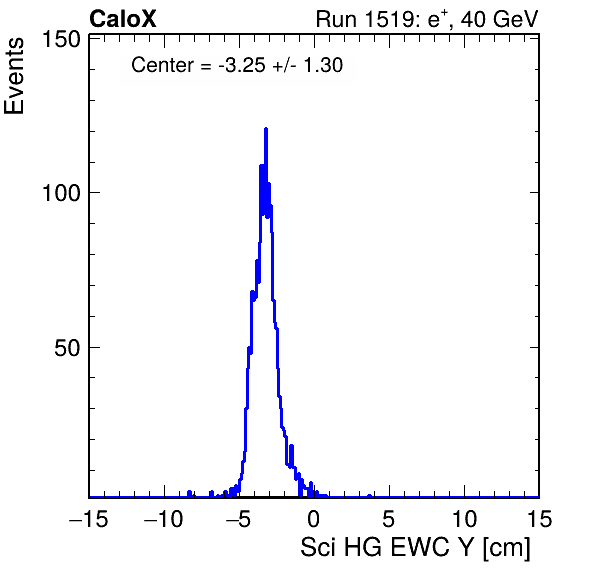 CaloX Run 1519: e⁺, 40 GeV
Events
Center = -3.25 +/- 1.30
150
100
50
−15 −10 −5 0 5 10 15
Sci HG EWC Y [cm]